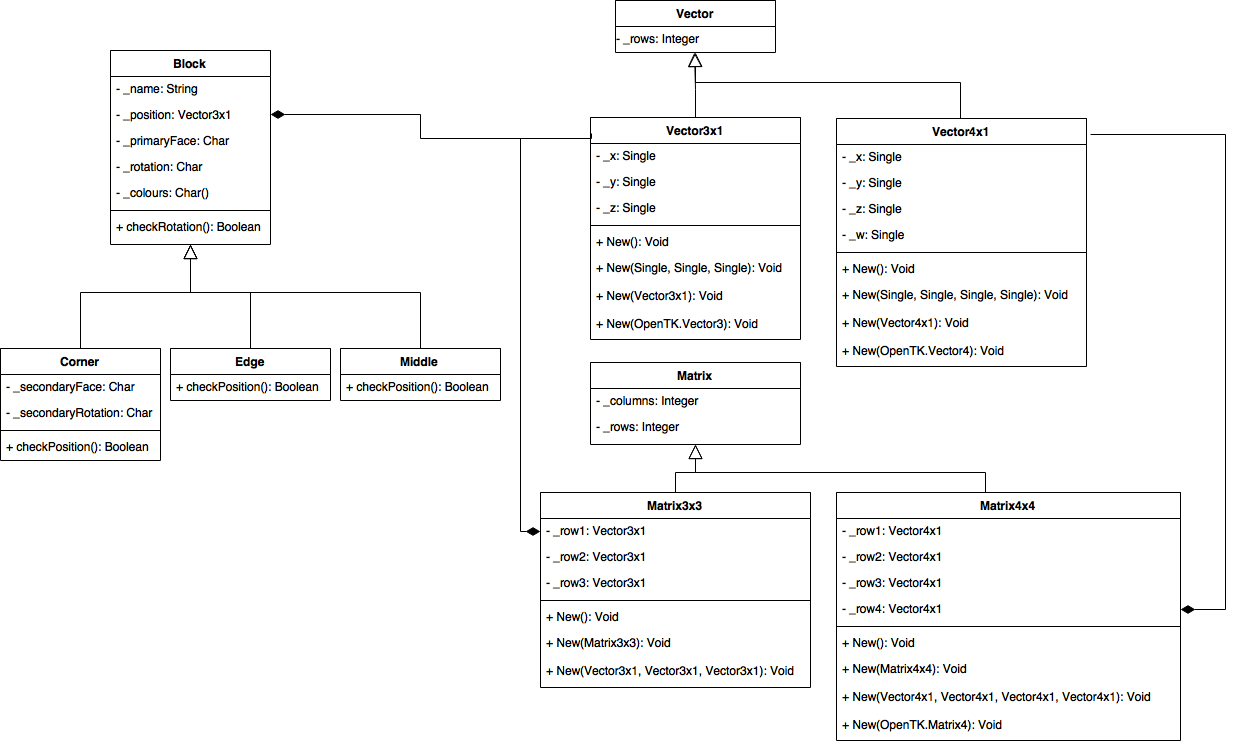 Vector
- _rows: Integer
Block
- _name: String
- _position: Vector3x1
- _primaryFace: Char
- _rotation: Char
- _colours: Char()
+ checkRotation(): Boolean
Vector3x1
- _x: Single
- _y: Single
- _z: Single
+ New(): Void
+ New(Single, Single, Single): Void
+ New(Vector3x1): Void
+ New(OpenTK.Vector3): Void
Vector4x1
- _x: Single
- _y: Single
- _z: Single
- _w: Single
+ New(): Void
+ New(Single, Single, Single, Single): Void
+ New(Vector4x1): Void
+ New(OpenTK.Vector4): Void
Corner
- _secondaryFace: Char
- _secondaryRotation: Char
+ checkPosition(): Boolean
Edge
+ checkPosition(): Boolean
Middle
+ checkPosition(): Boolean
Matrix
- _columns: Integer
- _rows: Integer
Matrix3x3
- _row1: Vector3x1
- _row2: Vector3x1
- _row3: Vector3x1
+ New(): Void
+ New(Matrix3x3): Void
+ New(Vector3x1, Vector3x1, Vector3x1): Void
Matrix4x4
- _row1: Vector4x1
- _row2: Vector4x1
- _row3: Vector4x1
- _row4: Vector4x1
+ New(): Void
+ New(Matrix4x4): Void
+ New(Vector4x1, Vector4x1, Vector4x1, Vector4x1): Void
+ New(OpenTK.Matrix4): Void